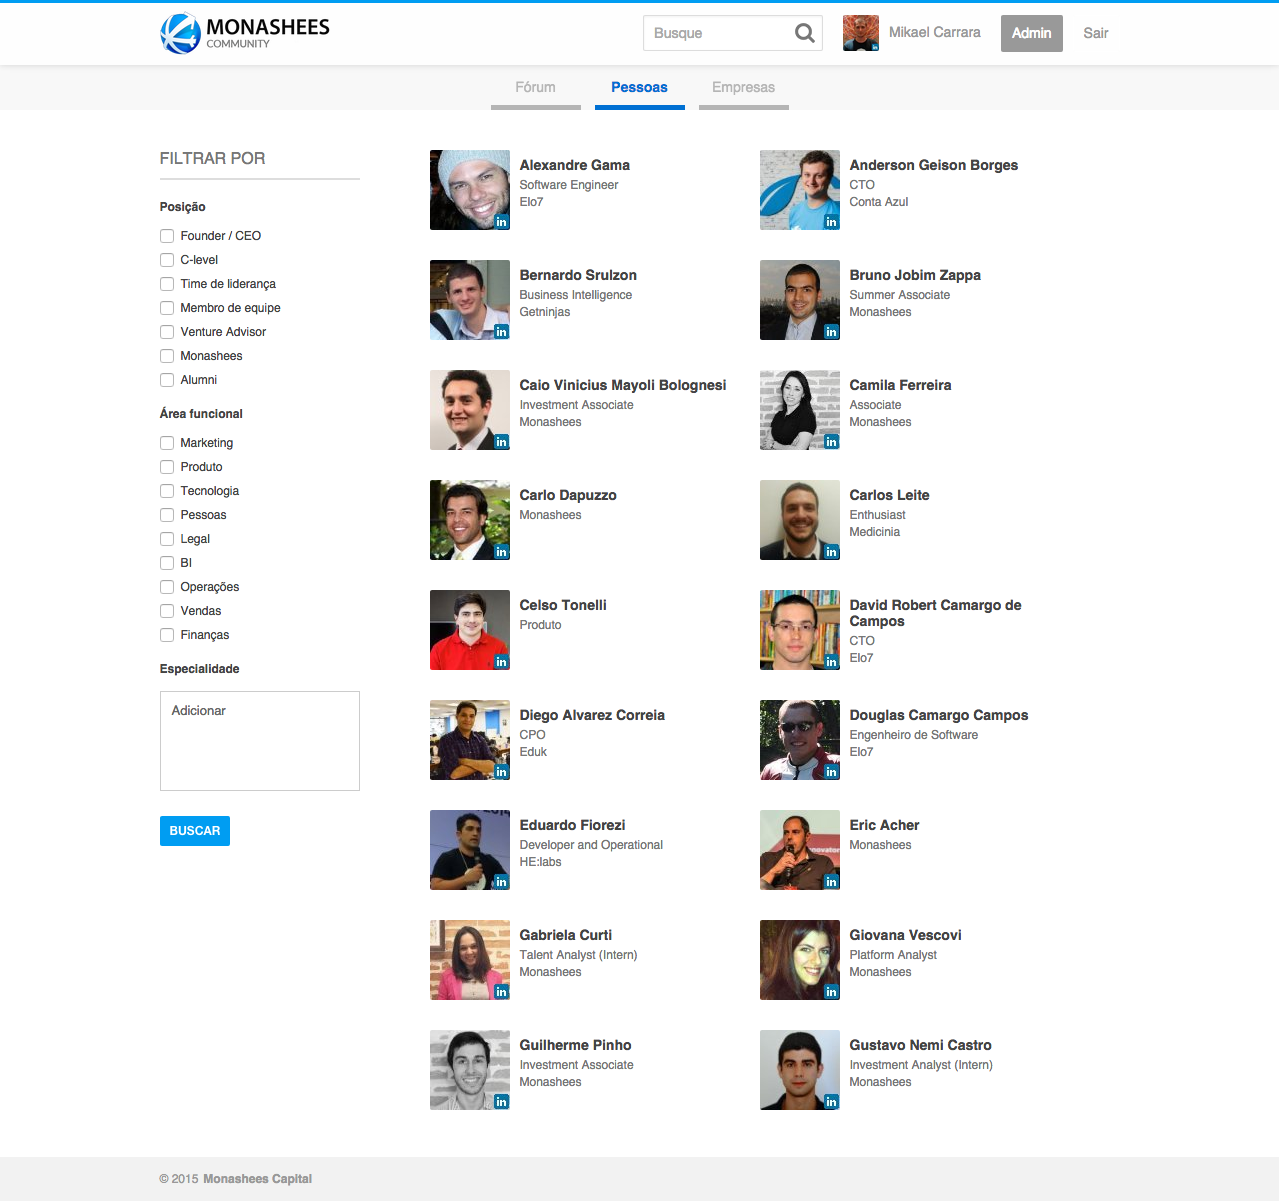 MONASHEES
COMMUNITY
Busque
Mikael Carrara
Admin
Sair
Fórum
Pessoas
Empresas
FILTRAR POR
Posição
Founder / CEO
C-level
Time de liderança
Membro de equipe
Venture Advisor
Monashees
Alumni
Área funcional
Marketing
Produto
Tecnologia
Pessoas
Legal
BI
Operações
Vendas
Finanças
Especialidade
Adicionar
BUSCAR
Alexandre Gama
Software Engineer
Elo7
Anderson Geison Borges
CTO
Conta Azul
Bernardo Srulzon
Business Intelligence
Getninjas
Bruno Jobim Zappa
Summer Associate
Monashees
Caio Vinicius Mayoli Bolognesi
Investment Associate
Monashees
Camila Ferreira
Associate
Monashees
Carlo Dapuzzo
Monashees
Carlos Leite
Enthusiast
Medicinia
Celso Tonelli
Produto
David Robert Camargo de
Campos
CTO
Elo7
Diego Alvarez Correia
CPO
Eduk
Douglas Camargo Campos
Engenheiro de Software
Elo7
Eduardo Fiorezi
Developer and Operational
HE:labs
Eric Acher
Monashees
Gabriela Curti
Talent Analyst (Intern)
Monashees
Giovana Vescovi
Platform Analyst
Monashees
Guilherme Pinho
Investment Associate
Monashees
Gustavo Nemi Castro
Investment Analyst (Intern)
Monashees
© 2015 Monashees Capital